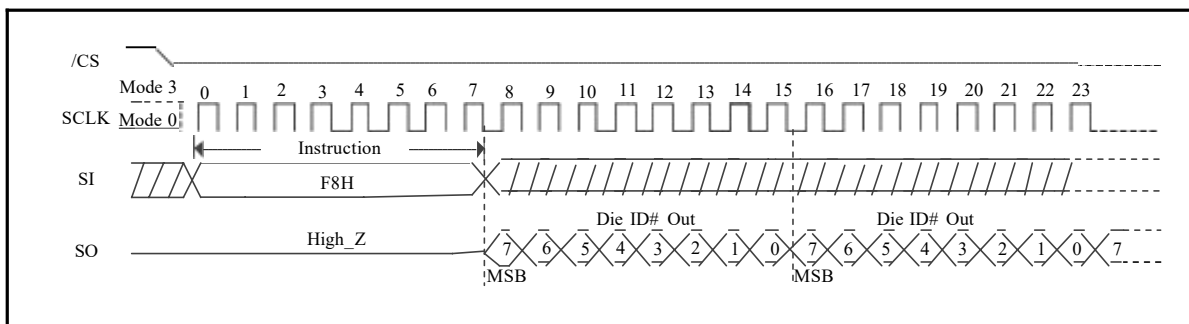 /CS
Mode 3 0 1 2 3 4 5 6 7 8 9 10 11 12 13 14 15 16 17 18 19 20 21 22 23
SCLK Mode 0
Instruction
SI F8H
Die ID# Out Die ID# Out
SO High_Z 7 6 5 4 3 2 1 0 7 6 5 4 3 2 1 0 7
MSB MSB